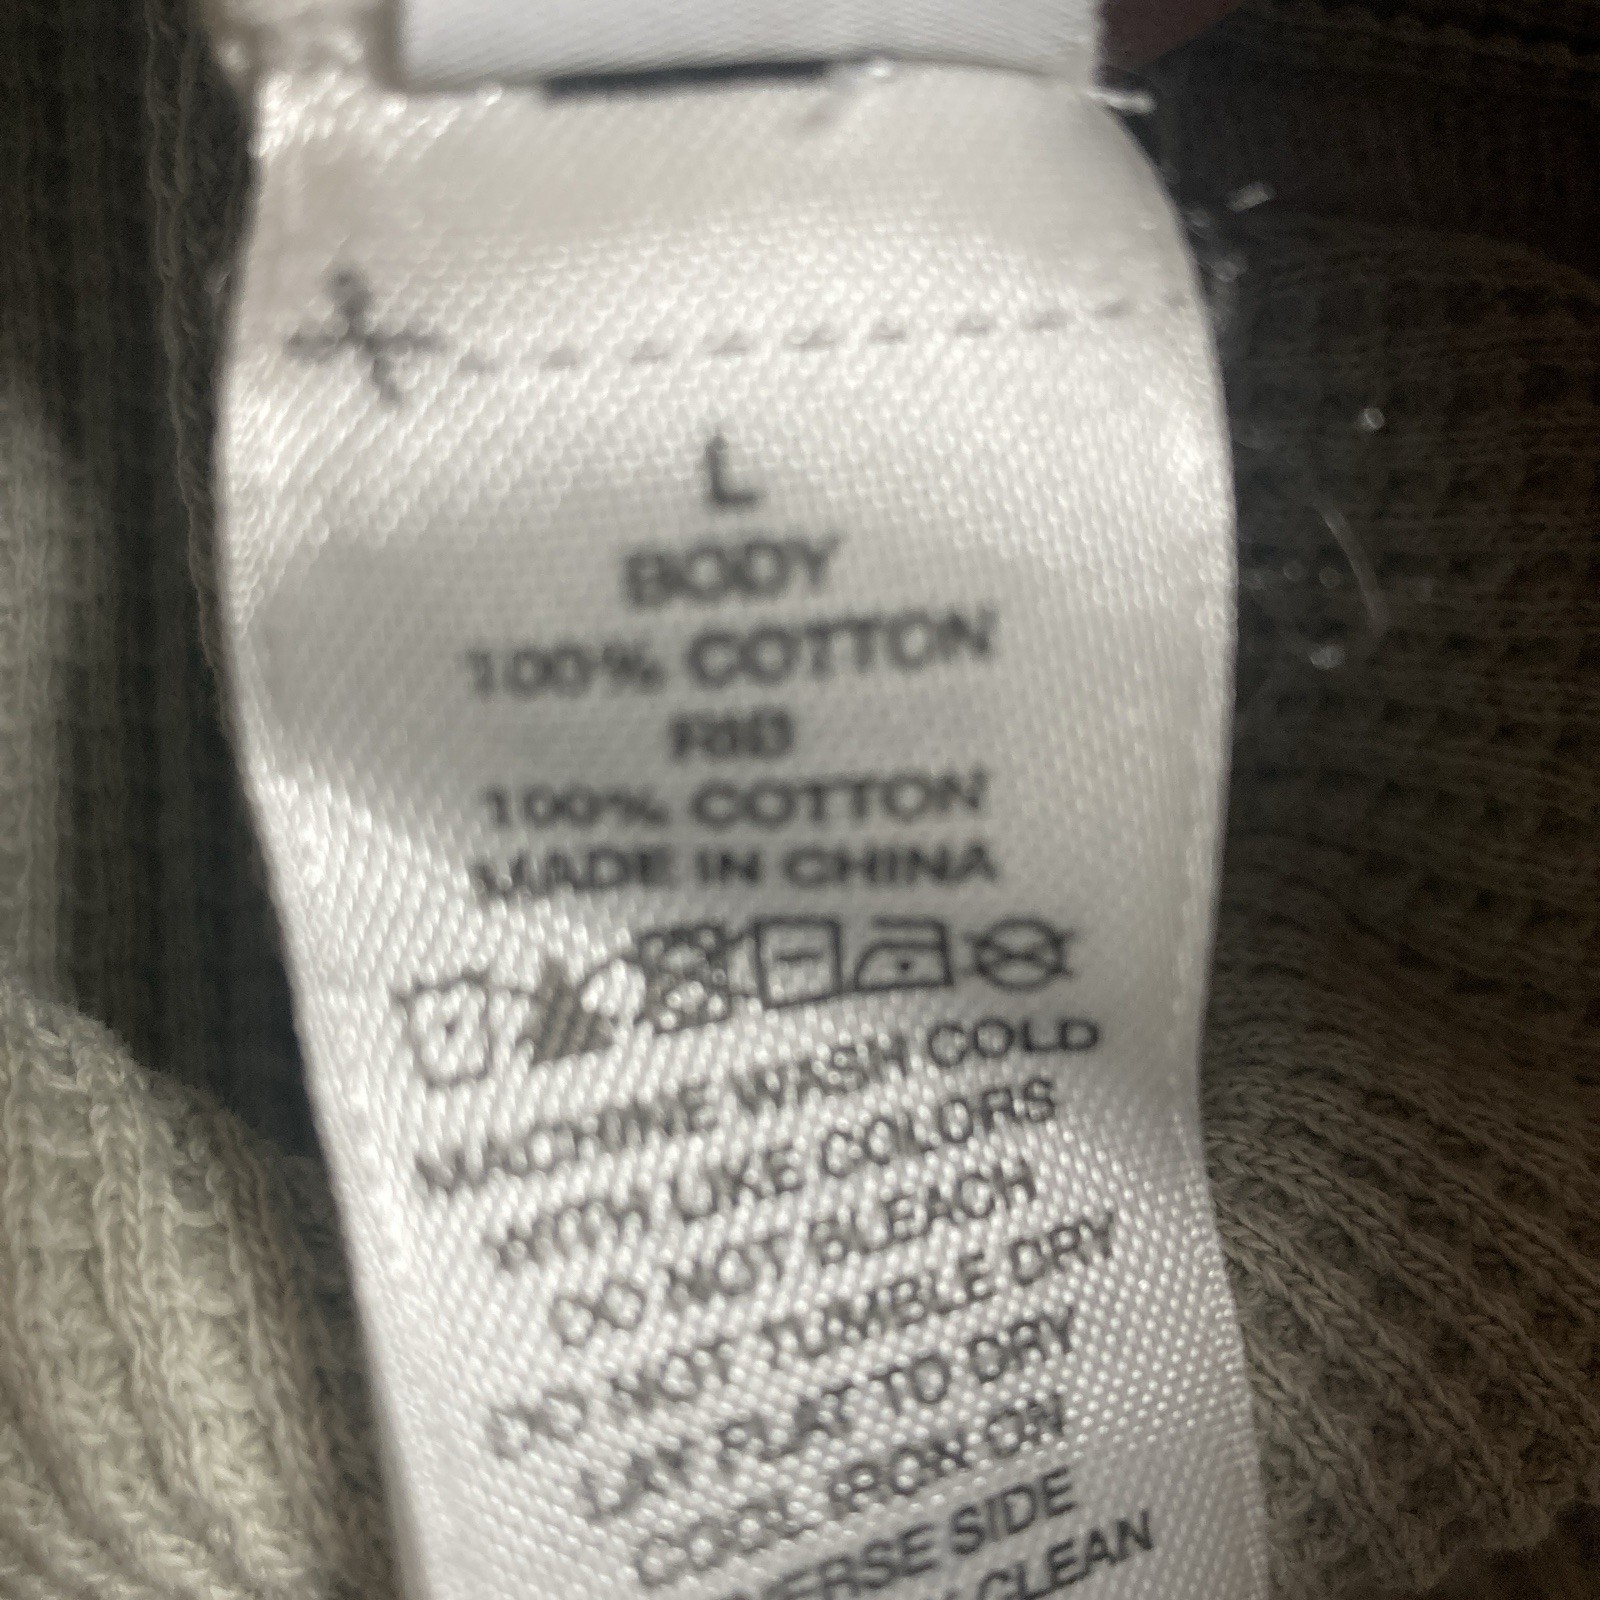 L
BODY
100% COTTON
RIB
100% COTTON
MADE IN CHINA
MACHINE WASH COLD
WITH LIKE COLORS
DO NOT BLEACH
DO NOT TUMBLE DRY
LAY FLAT TO DRY
COOL IRON ON
SIDE
CLEAN